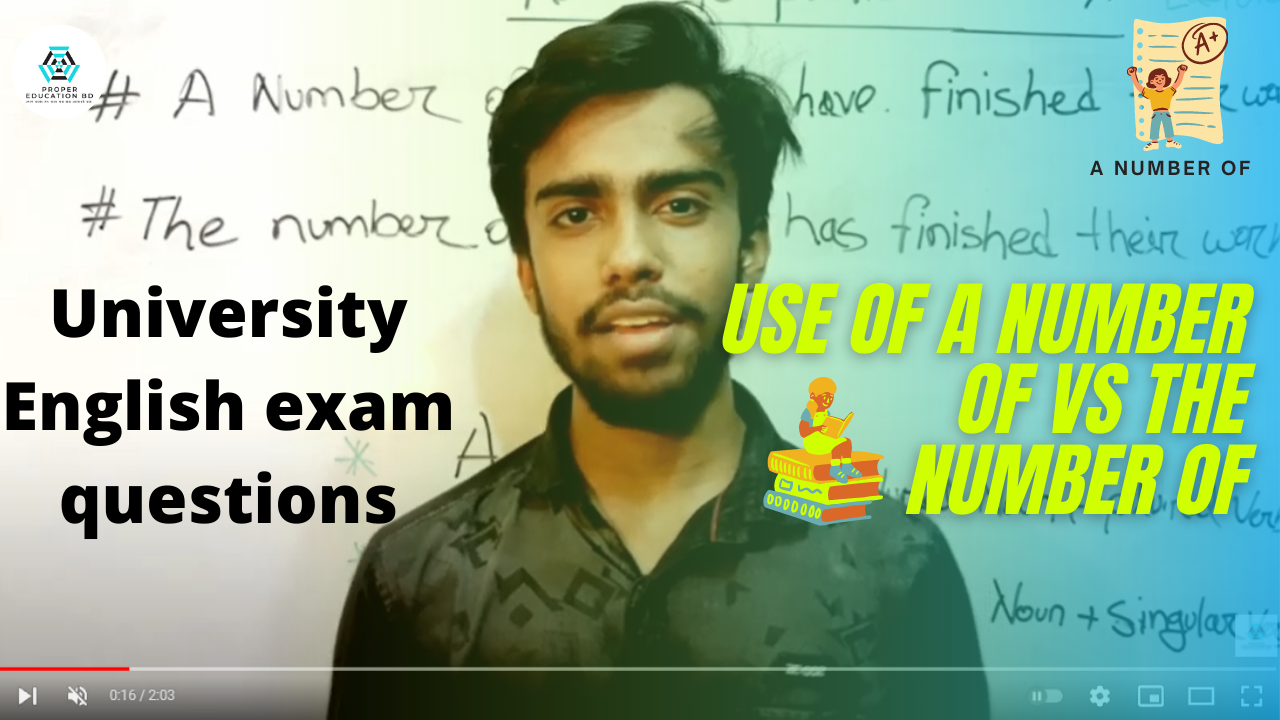 PROPER
EDUCATION BD
# A Number have. finished
# The number has finished their work
University
English exam
questions
A+
A NUMBER OF
USE OF A NUMBER
OF VS THE
NUMBER OF
A
Noun + Singular
0:16 / 2:03